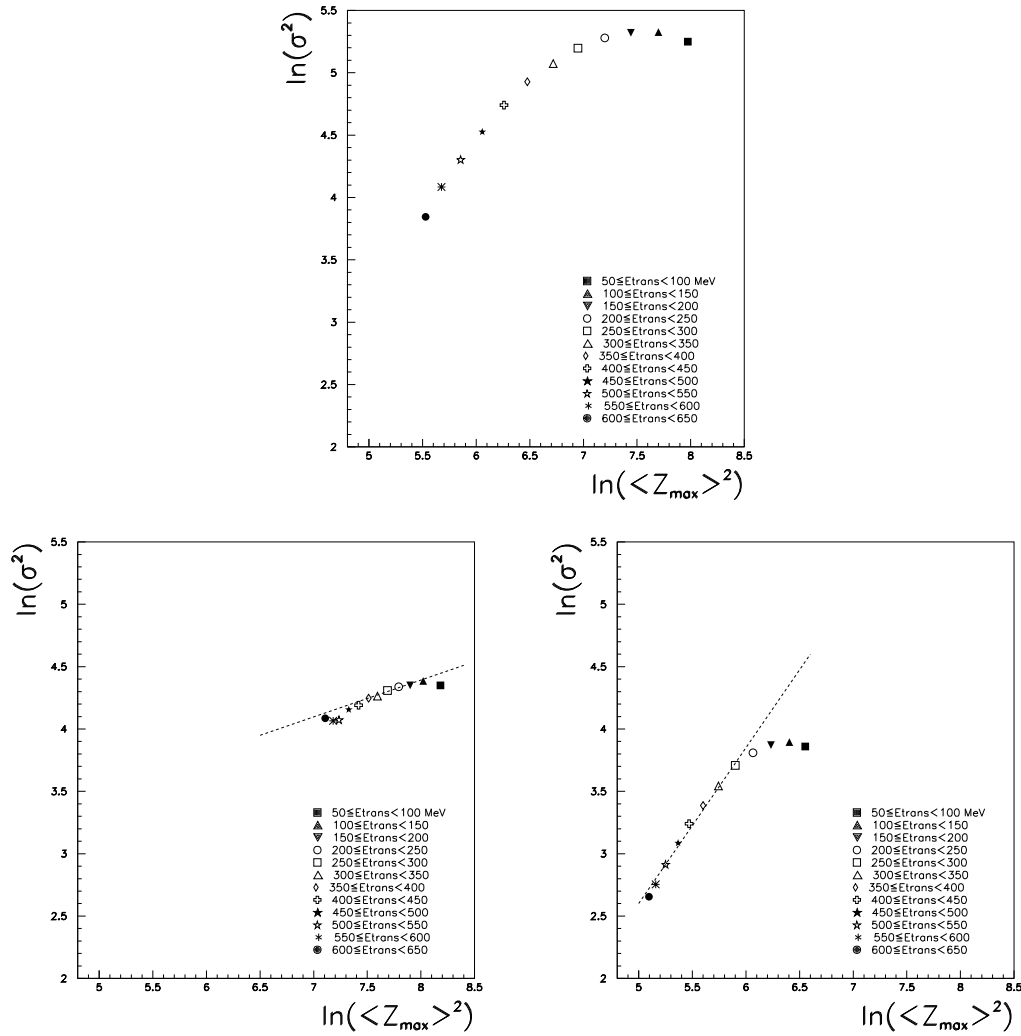 ln(σ²)
5.5
5
4.5
4
3.5
3
2.5
2
5 5.5 6 6.5 7 7.5 8 8.5
ln(<Zmax>²)
50≤Etrans<100 MeV
100≤Etrans<150
150≤Etrans<200
200≤Etrans<250
250≤Etrans<300
300≤Etrans<350
350≤Etrans<400
400≤Etrans<450
450≤Etrans<500
500≤Etrans<550
550≤Etrans<600
600≤Etrans<650
ln(σ²)
5.5
5
4.5
4
3.5
3
2.5
2
5 5.5 6 6.5 7 7.5 8 8.5
ln(<Zmax>²)
50≤Etrans<100 MeV
100≤Etrans<150
150≤Etrans<200
200≤Etrans<250
250≤Etrans<300
300≤Etrans<350
350≤Etrans<400
400≤Etrans<450
450≤Etrans<500
500≤Etrans<550
550≤Etrans<600
600≤Etrans<650
ln(σ²)
5.5
5
4.5
4
3.5
3
2.5
2
5 5.5 6 6.5 7 7.5 8 8.5
ln(<Zmax>²)
50≤Etrans<100 MeV
100≤Etrans<150
150≤Etrans<200
200≤Etrans<250
250≤Etrans<300
300≤Etrans<350
350≤Etrans<400
400≤Etrans<450
450≤Etrans<500
500≤Etrans<550
550≤Etrans<600
600≤Etrans<650